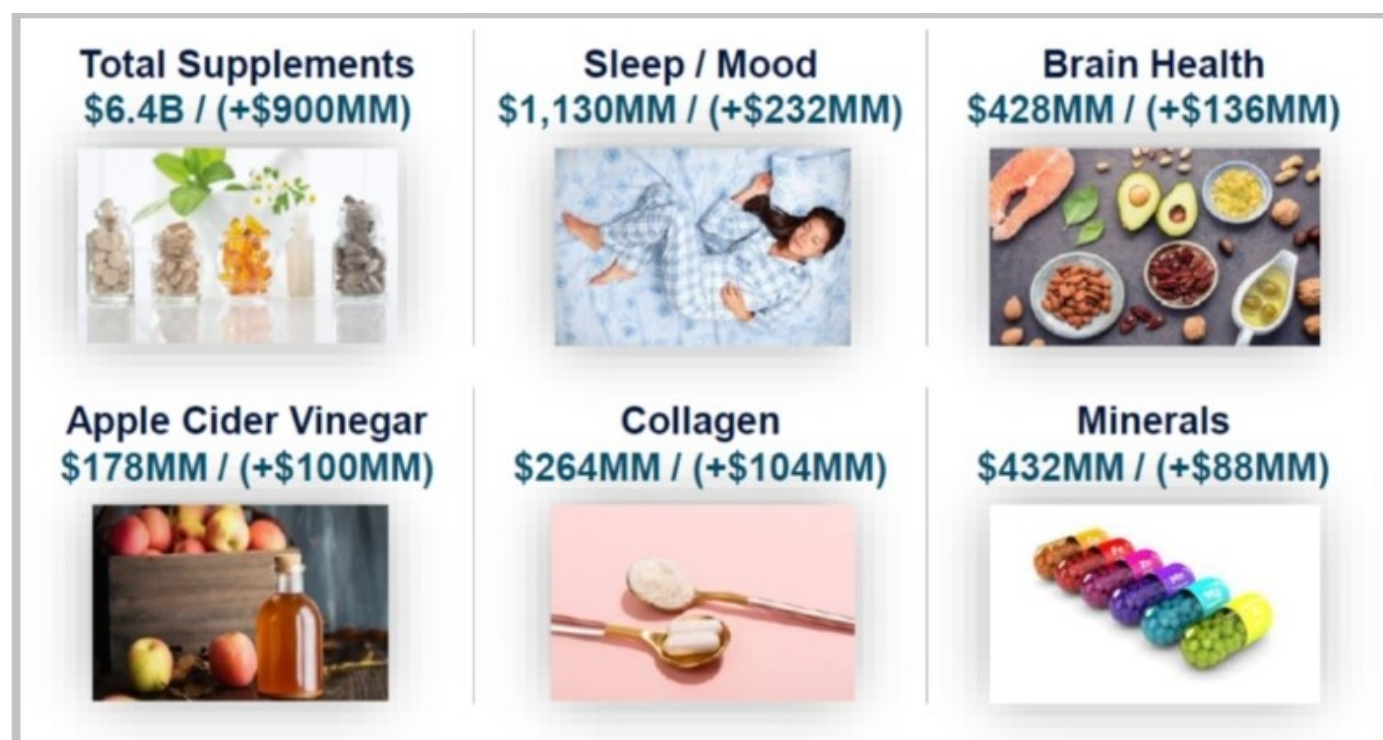 Total Supplements
$6.4B / (+$900MM)
Sleep / Mood
$1,130MM / (+$232MM)
Brain Health
$428MM / (+$136MM)
Apple Cider Vinegar
$178MM / (+$100MM)
Collagen
$264MM / (+$104MM)
Minerals
$432MM / (+$88MM)